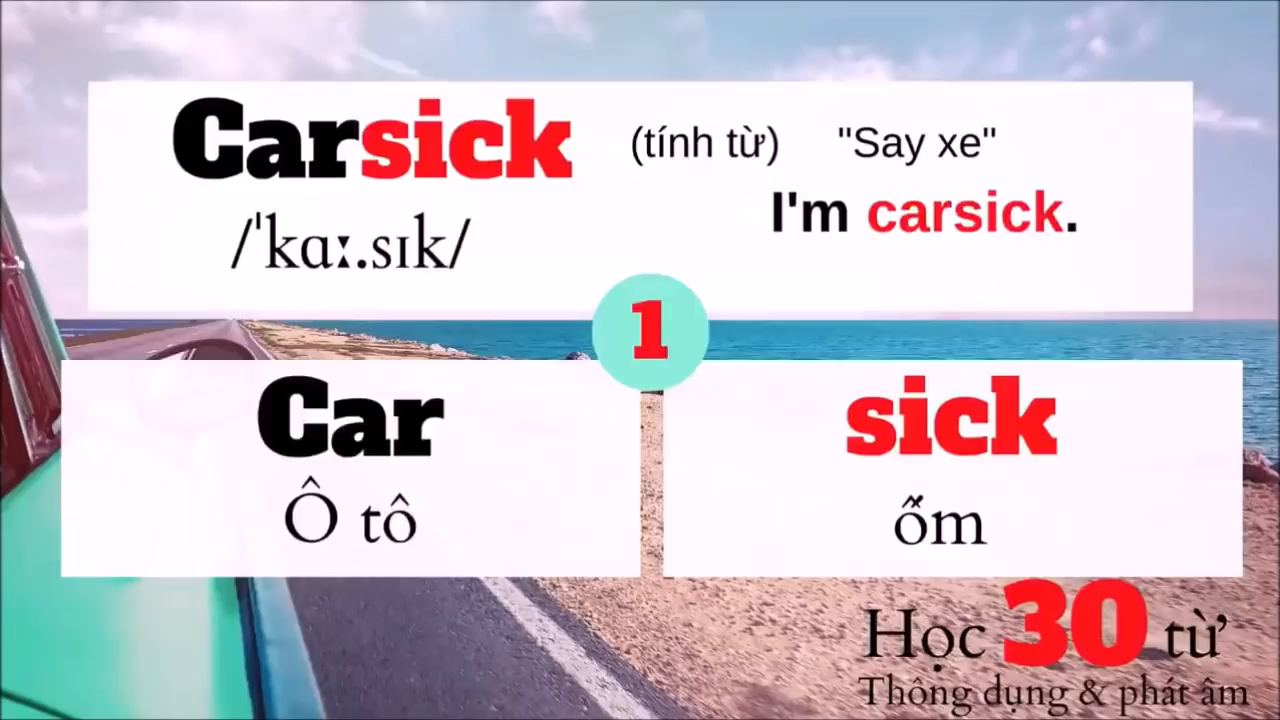 Carsick (tính từ) "Say xe"
/ˈkɑː.sɪk/ I'm carsick.
1
Car sick
Ô tô ốm
Học 30 từ
Thông dụng & phát âm